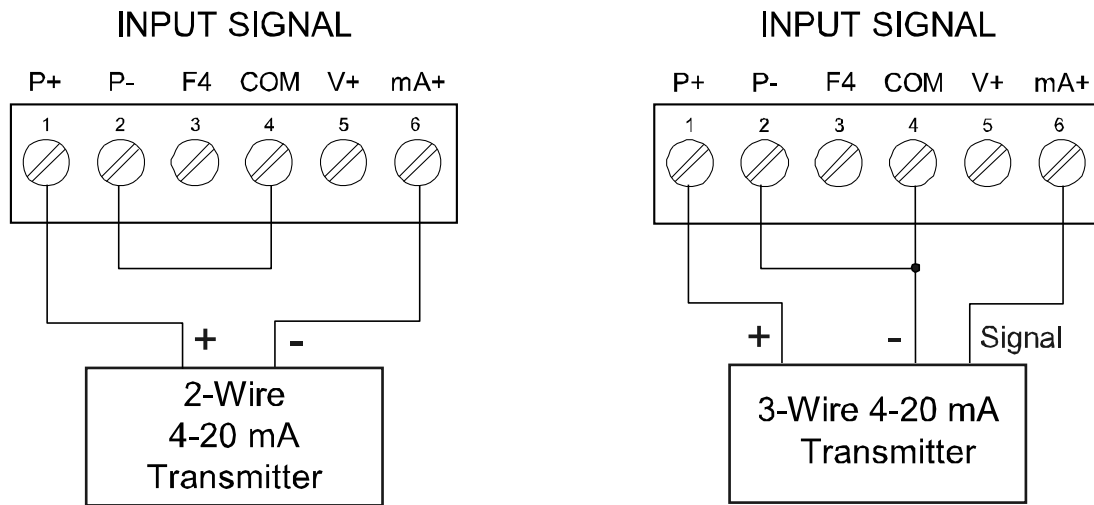 INPUT SIGNAL
P+ P- F4 COM V+ mA+
1 2 3 4 5 6
+ -
2-Wire
4-20 mA
Transmitter
INPUT SIGNAL
P+ P- F4 COM V+ mA+
1 2 3 4 5 6
+ - Signal
3-Wire 4-20 mA
Transmitter